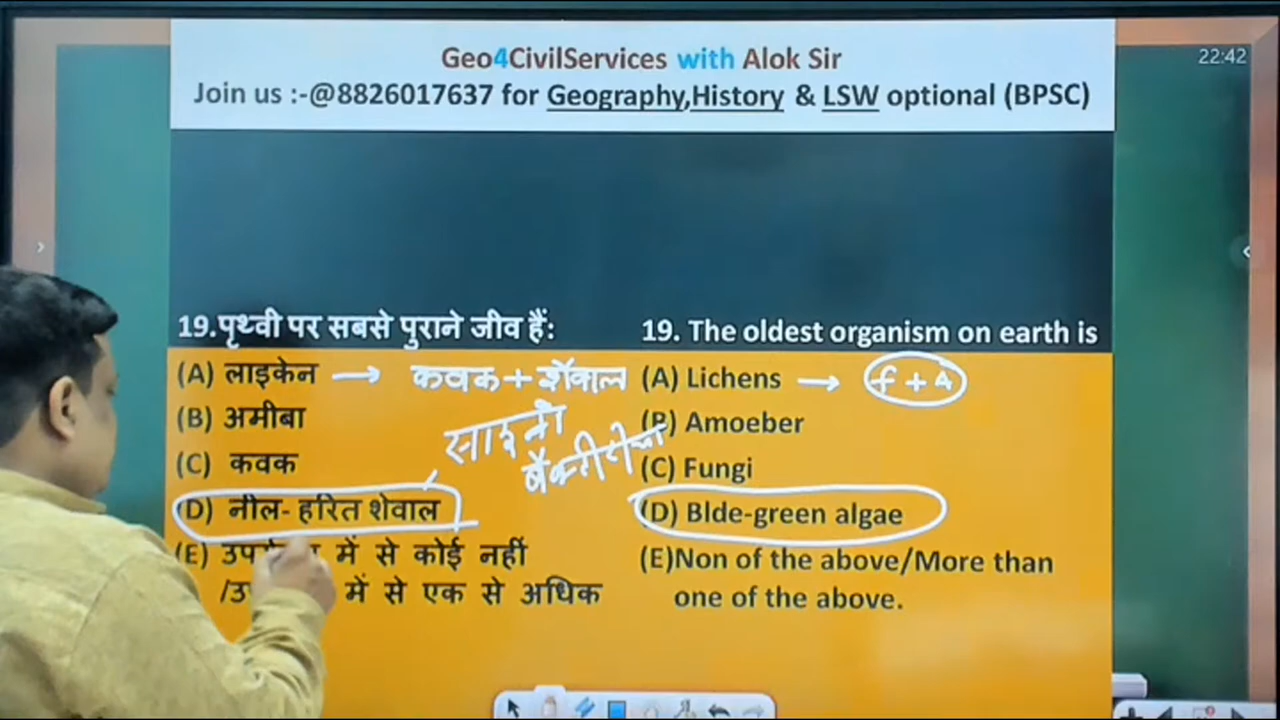 Geo4CivilServices with Alok Sir
Join us :-@8826017637 for Geography,History & LSW optional (BPSC)
22:42
19.पृथ्वी पर सबसे पुराने जीव हैं:
(A) लाइकेन → कवक + शैवाल
(B) अमीबा
साइनो
बैक्टीरिया
(C) कवक
(D) नील- हरित शेवाल
(E) में से कोई नहीं
में से एक से अधिक
19. The oldest organism on earth is
(A) Lichens → f + A
(B) Amoeber
(C) Fungi
(D) Blde-green algae
(E)Non of the above/More than
one of the above.